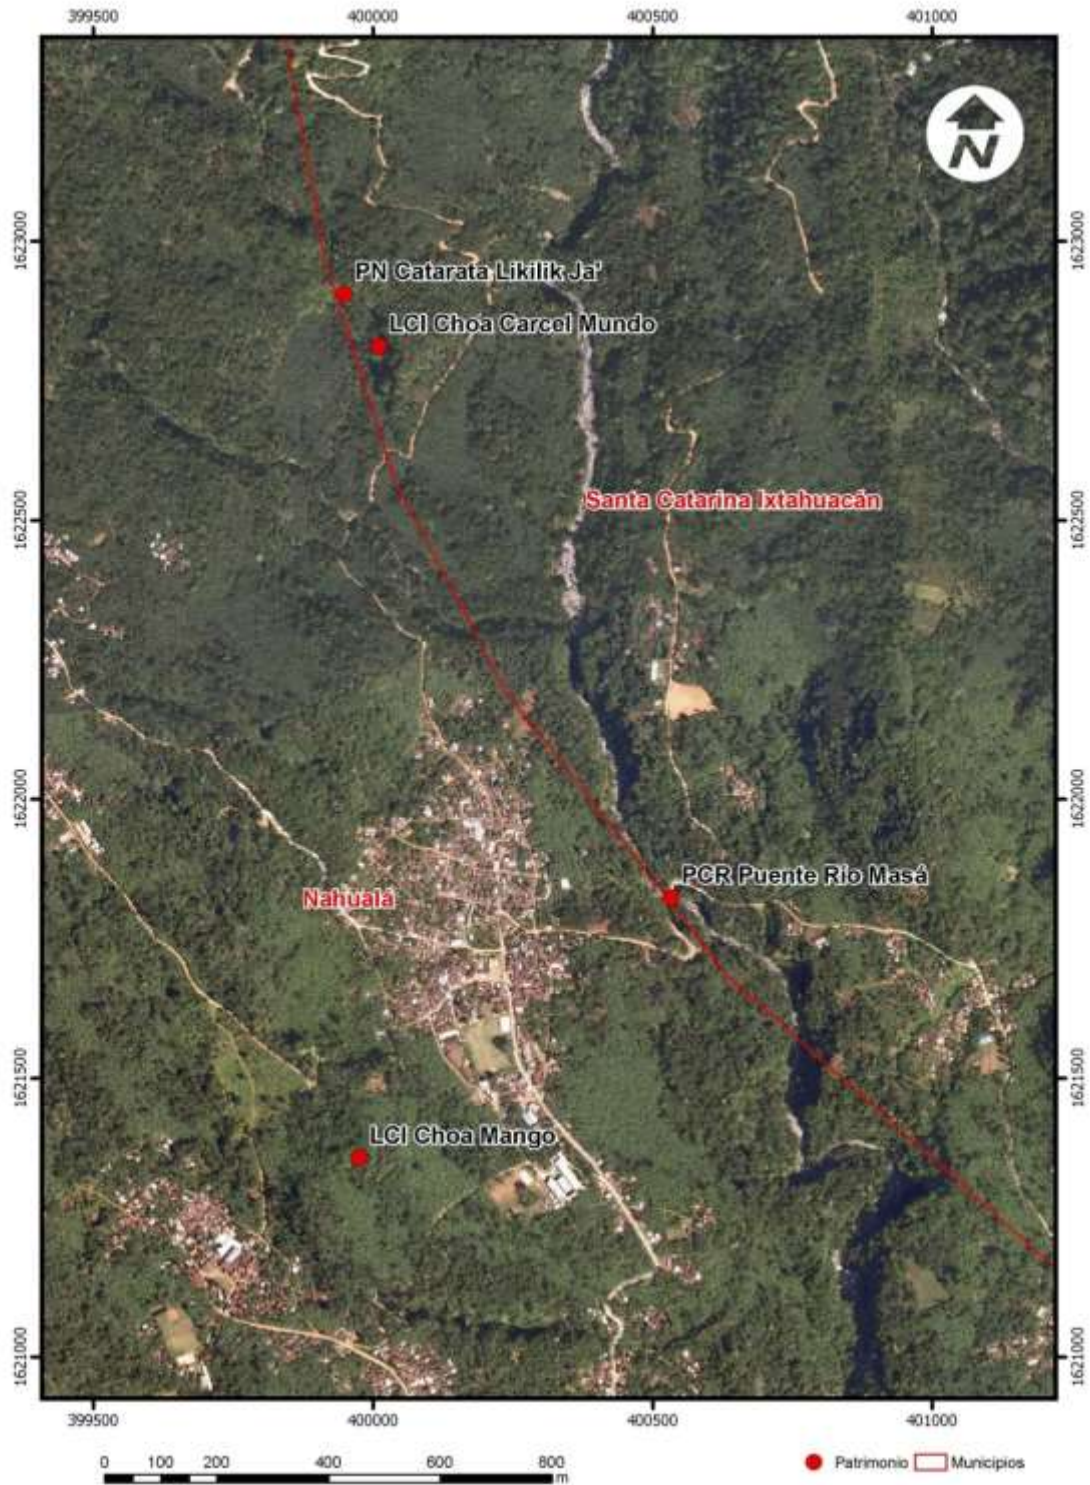 399500 400000 400500 401000
N
1623000 1623000
PN Catarata Likilik Ja'
LCI Choa Carcel Mundo
Santa Catarina Ixtahuacán
1622500 1622500
1622000 1622000
PCR Puente Río Masá
Nahualá
1621500 1621500
LCI Choa Mango
1621000 1621000
399500 400000 400500 401000
0 100 200 400 600 800
m
Patrimonio Municipios